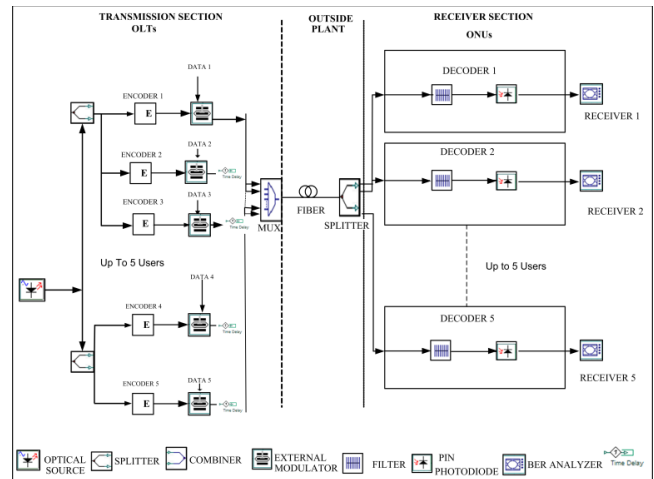 TRANSMISSION SECTION
OLTs
OUTSIDE
PLANT
RECEIVER SECTION
ONUs
DATA 1
ENCODER 1
E
DATA 2
ENCODER 2
E
Time Delay
DATA 3
ENCODER 3
E
Time Delay
Up To 5 Users
DATA 4
ENCODER 4
E
Time Delay
DATA 5
ENCODER 5
E
Time Delay
MUX
FIBER
SPLITTER
DECODER 1
RECEIVER 1
DECODER 2
RECEIVER 2
Up to 5 Users
DECODER 5
RECEIVER 5
OPTICAL
SOURCE
SPLITTER
COMBINER
EXTERNAL
MODULATOR
FILTER
PIN
PHOTODIODE
BER ANALYZER
Time Delay